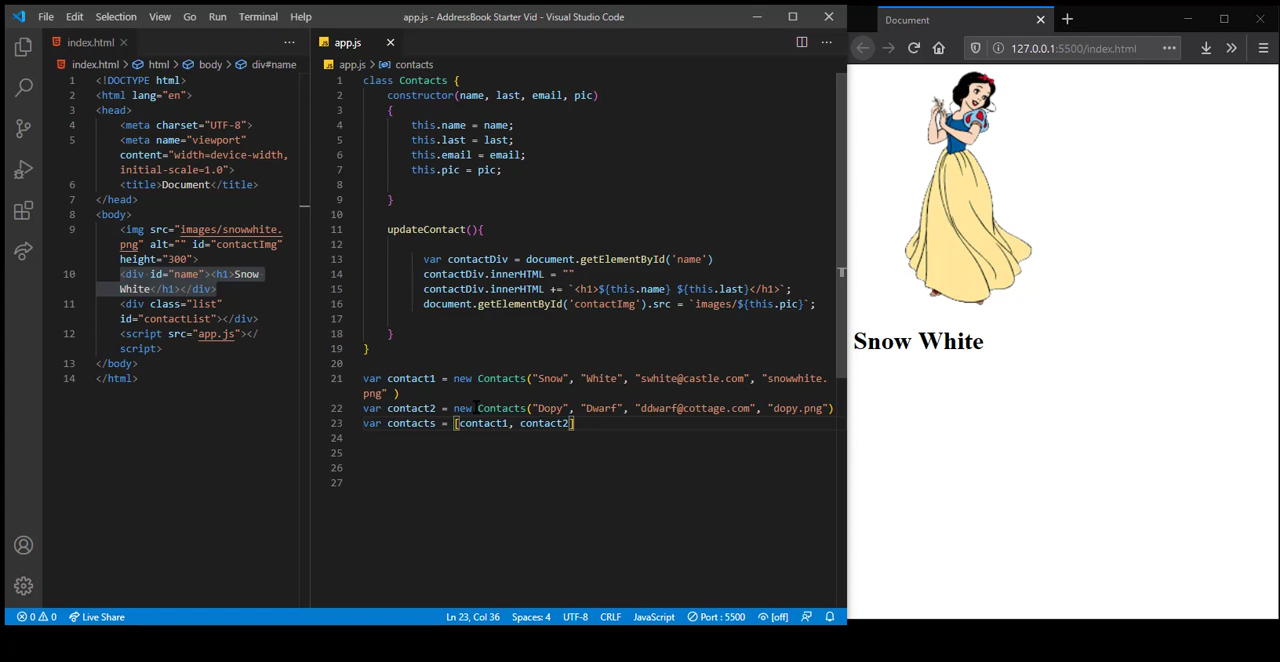 File Edit Selection View Go Run Terminal Help app.js - AddressBook Starter Vid - Visual Studio Code
index.html
index.html > html > body > div#name
1 <!DOCTYPE html>
2 <html lang="en">
3 <head>
4 <meta charset="UTF-8">
5 <meta name="viewport"
content="width=device-width,
initial-scale=1.0">
6 <title>Document</title>
7 </head>
8 <body>
9 <img src="images/snowwhite.
png" alt="" id="contactImg"
height="300">
10 <div id="name"><h1>Snow
White</h1></div>
11 <div class="list"
id="contactList"></div>
12 <script src="app.js"></
script>
13 </body>
14 </html>
app.js
app.js > contacts
1 class Contacts {
2 constructor(name, last, email, pic)
3 {
4 this.name = name;
5 this.last = last;
6 this.email = email;
7 this.pic = pic;
8
9 }
10
11 updateContact(){
12
13 var contactDiv = document.getElementById('name')
14 contactDiv.innerHTML = ""
15 contactDiv.innerHTML += `<h1>${this.name} ${this.last}</h1>`;
16 document.getElementById('contactImg').src = `images/${this.pic}`;
17
18 }
19 }
20
21 var contact1 = new Contacts("Snow", "White", "swhite@castle.com", "snowwhite.
png" )
22 var contact2 = new Contacts("Dopy", "Dwarf", "ddwarf@cottage.com", "dopy.png")
23 var contacts = [contact1, contact2]
24
25
26
27
0 0 Live Share Ln 23, Col 36 Spaces: 4 UTF-8 CRLF JavaScript Port : 5500 [off]
Document
127.0.0.1:5500/index.html
Snow White